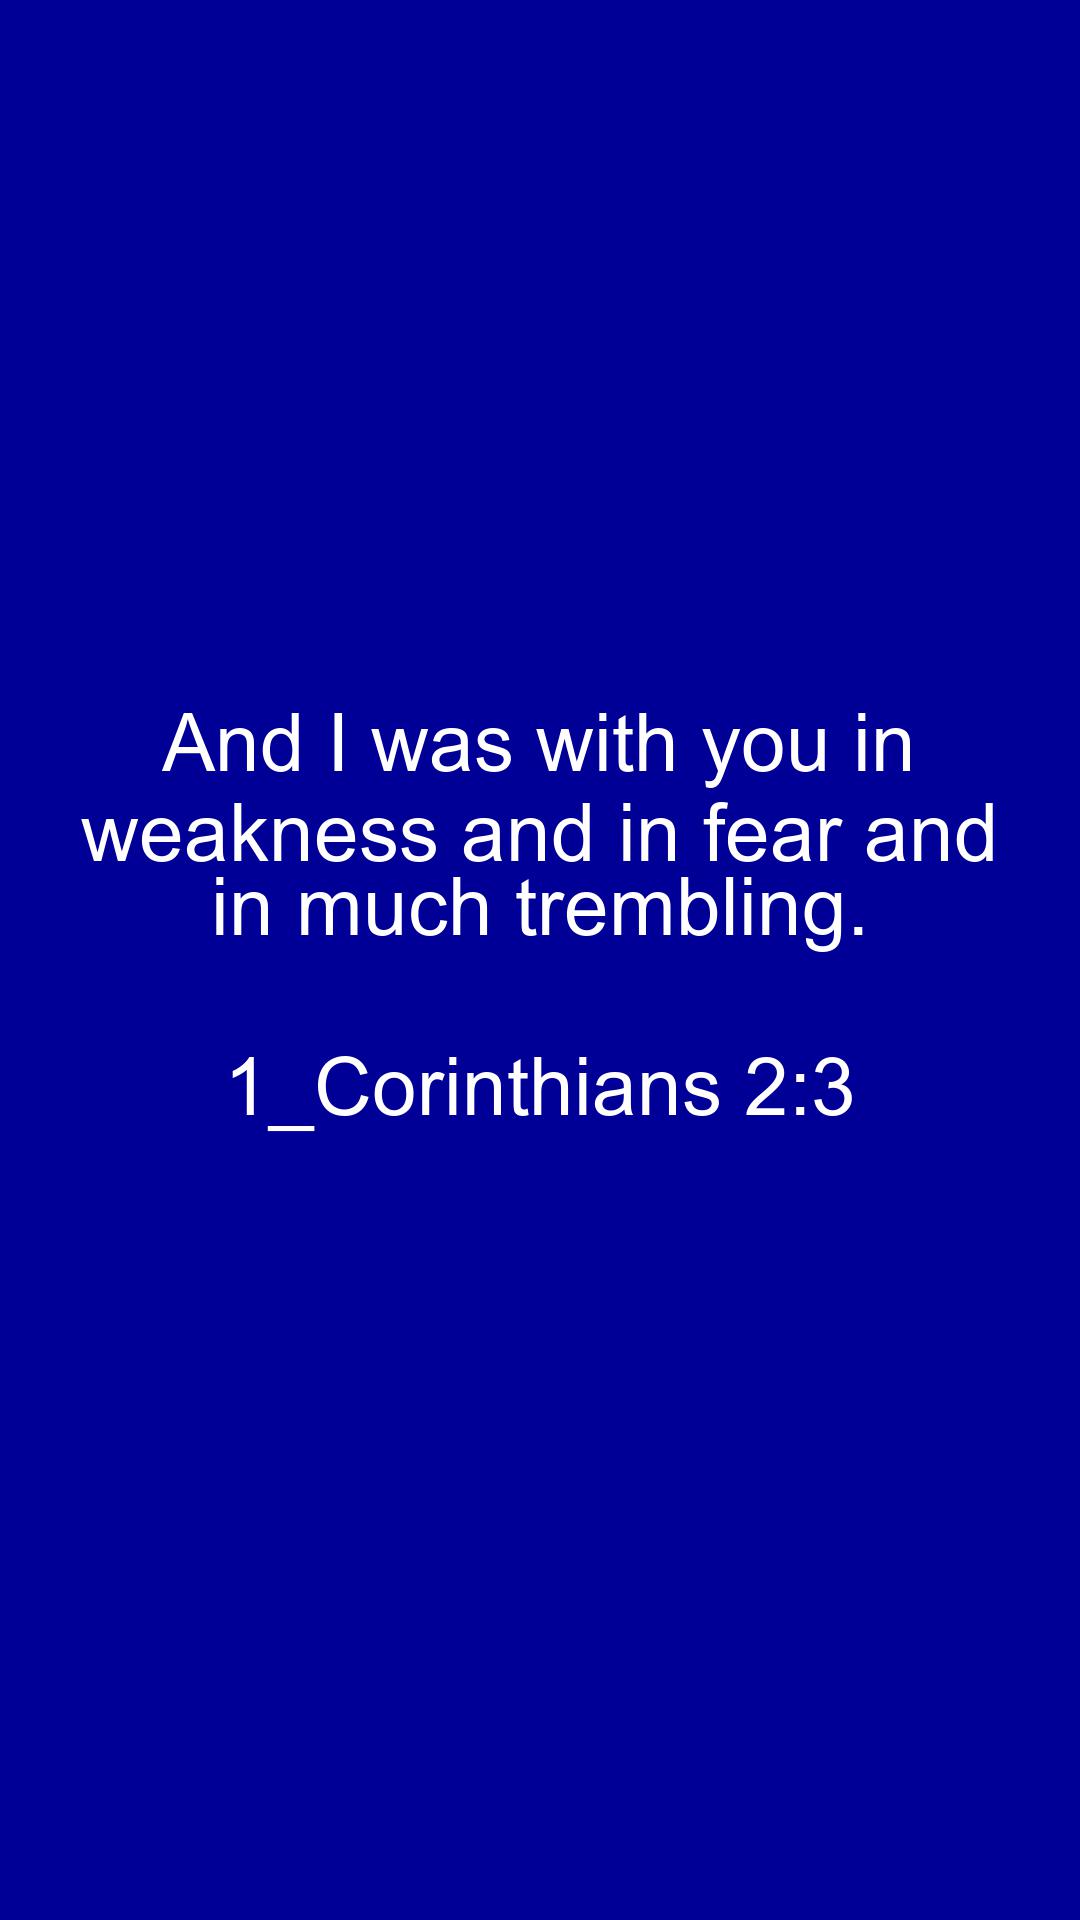 And I was with you in
weakness and in fear and
in much trembling.
1_Corinthians 2:3